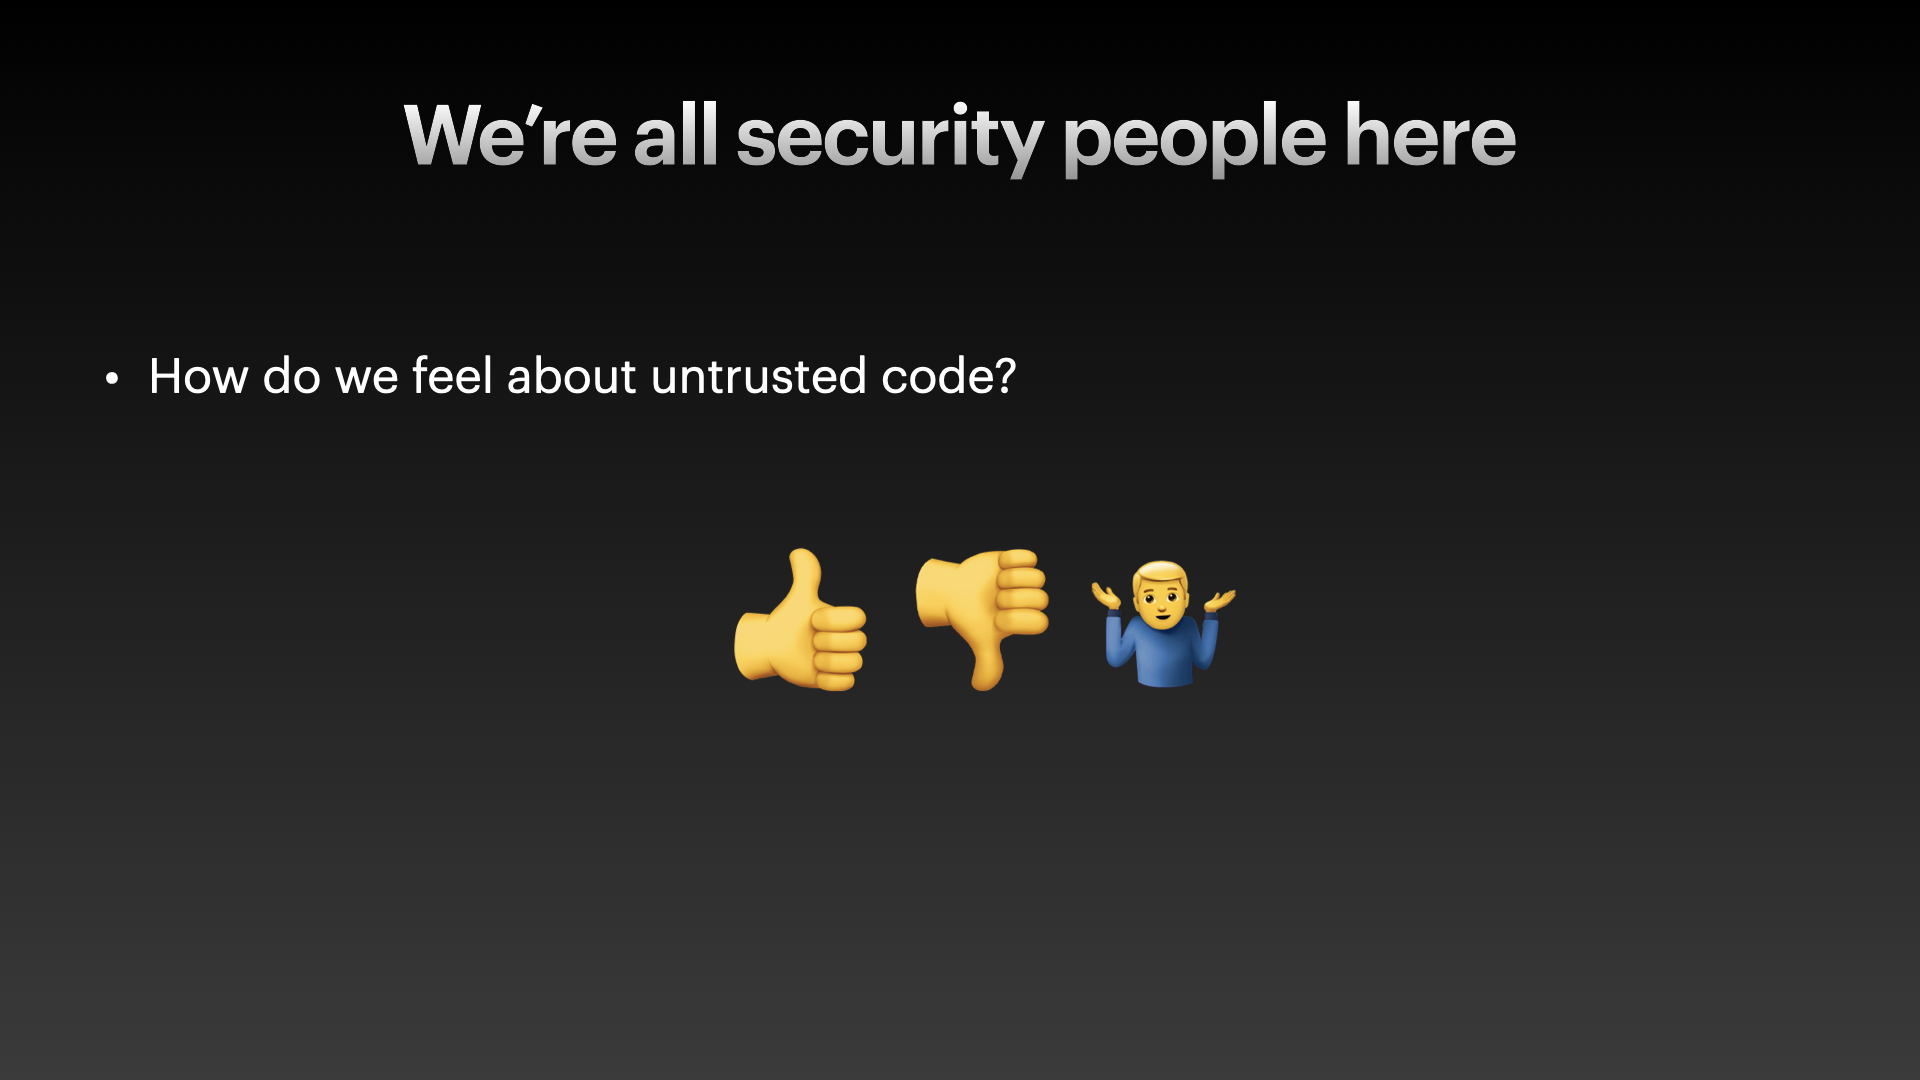 We’re all security people here
• How do we feel about untrusted code?
👍 👎 🤷‍♂️